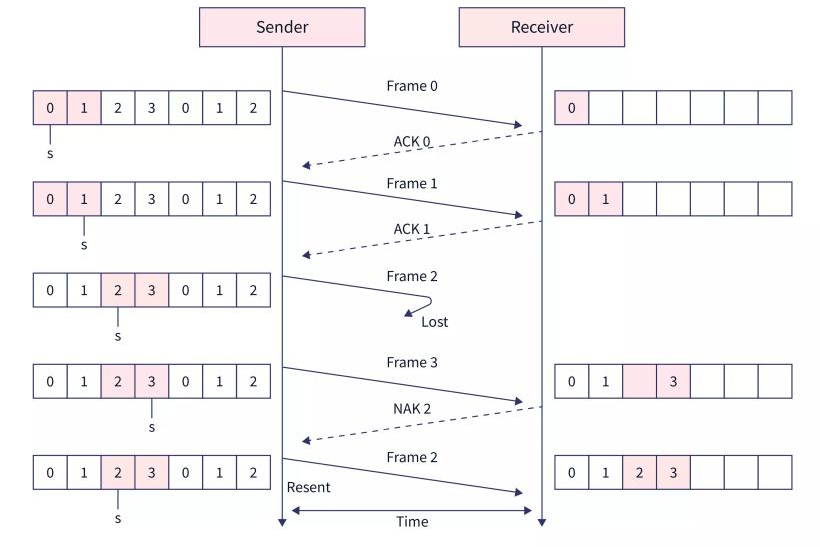 Sender Receiver
Frame 0
0 1 2 3 0 1 2 0
ACK 0
s
Frame 1
0 1 2 3 0 1 2 0 1
ACK 1
s
Frame 2
0 1 2 3 0 1 2
Lost
s
Frame 3
0 1 2 3 0 1 2 0 1 3
NAK 2
s
Frame 2
0 1 2 3 0 1 2 0 1 2 3
Resent
s
Time